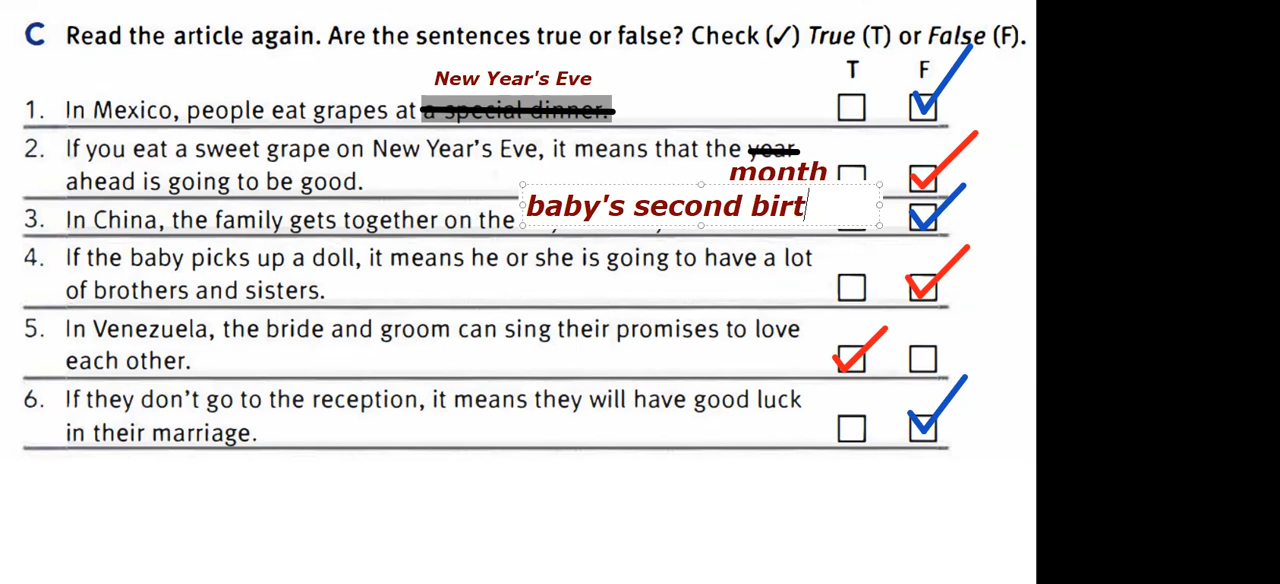 C Read the article again. Are the sentences true or false? Check (✓) True (T) or False (F).
T F
New Year's Eve
1. In Mexico, people eat grapes at a special dinner.
2. If you eat a sweet grape on New Year's Eve, it means that the year
month
ahead is going to be good.
baby's second birt
3. In China, the family gets together on the
4. If the baby picks up a doll, it means he or she is going to have a lot
of brothers and sisters.
5. In Venezuela, the bride and groom can sing their promises to love
each other.
6. If they don't go to the reception, it means they will have good luck
in their marriage.